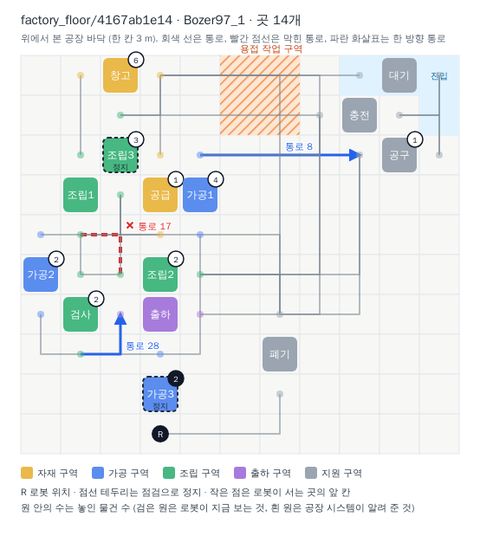 factory_floor/4167ab1e14 · Bozer97_1 · 곳 14개
위에서 본 공장 바닥 (한 칸 3 m). 회색 선은 통로, 빨간 점선은 막힌 통로, 파란 화살표는 한 방향 통로
용접 작업 구역
6
창고
대기
진입
충전
3
조립3
정지
통로 8
1
공구
조립1
1
공급
4
가공1
✕ 통로 17
2
가공2
2
조립2
2
검사
출하
통로 28
폐기
2
가공3
정지
R
자재 구역
가공 구역
조립 구역
출하 구역
지원 구역
R 로봇 위치 · 점선 테두리는 점검으로 정지 · 작은 점은 로봇이 서는 곳의 앞 칸
원 안의 수는 놓인 물건 수 (검은 원은 로봇이 지금 보는 것, 흰 원은 공장 시스템이 알려 준 것)